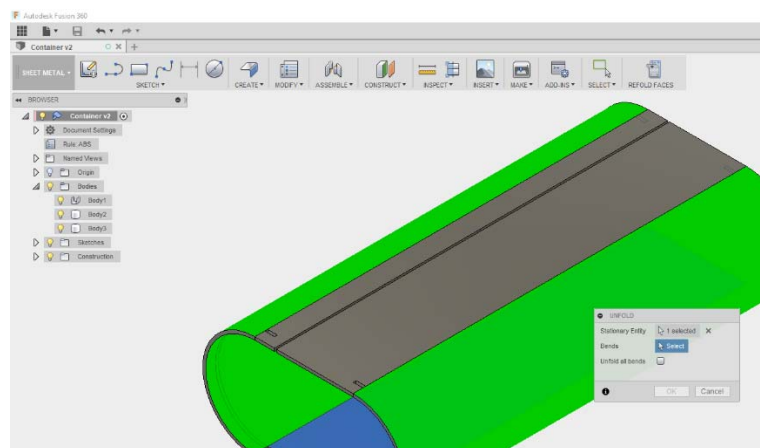 Autodesk Fusion 360
Container v2
SHEET METAL
SKETCH
CREATE
MODIFY
ASSEMBLE
CONSTRUCT
INSPECT
INSERT
MAKE
ADD-INS
SELECT
REFOLD FACES
BROWSER
Container v2
Document Settings
Rule: ABS
Named Views
Origin
Bodies
Body1
Body2
Body3
Sketches
Construction
UNFOLD
Stationary Entity 1 selected
Bends Select
Unfold all bends
OK Cancel